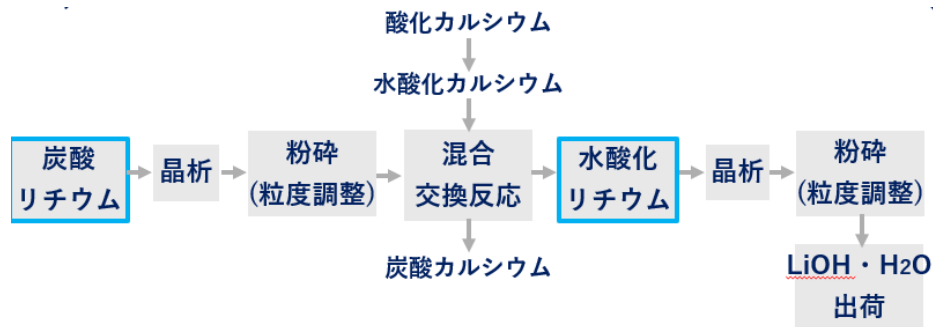 酸化カルシウム
水酸化カルシウム
炭酸
リチウム
晶析
粉砕
(粒度調整)
混合
交換反応
水酸化
リチウム
晶析
粉砕
(粒度調整)
炭酸カルシウム
LiOH・H2O
出荷